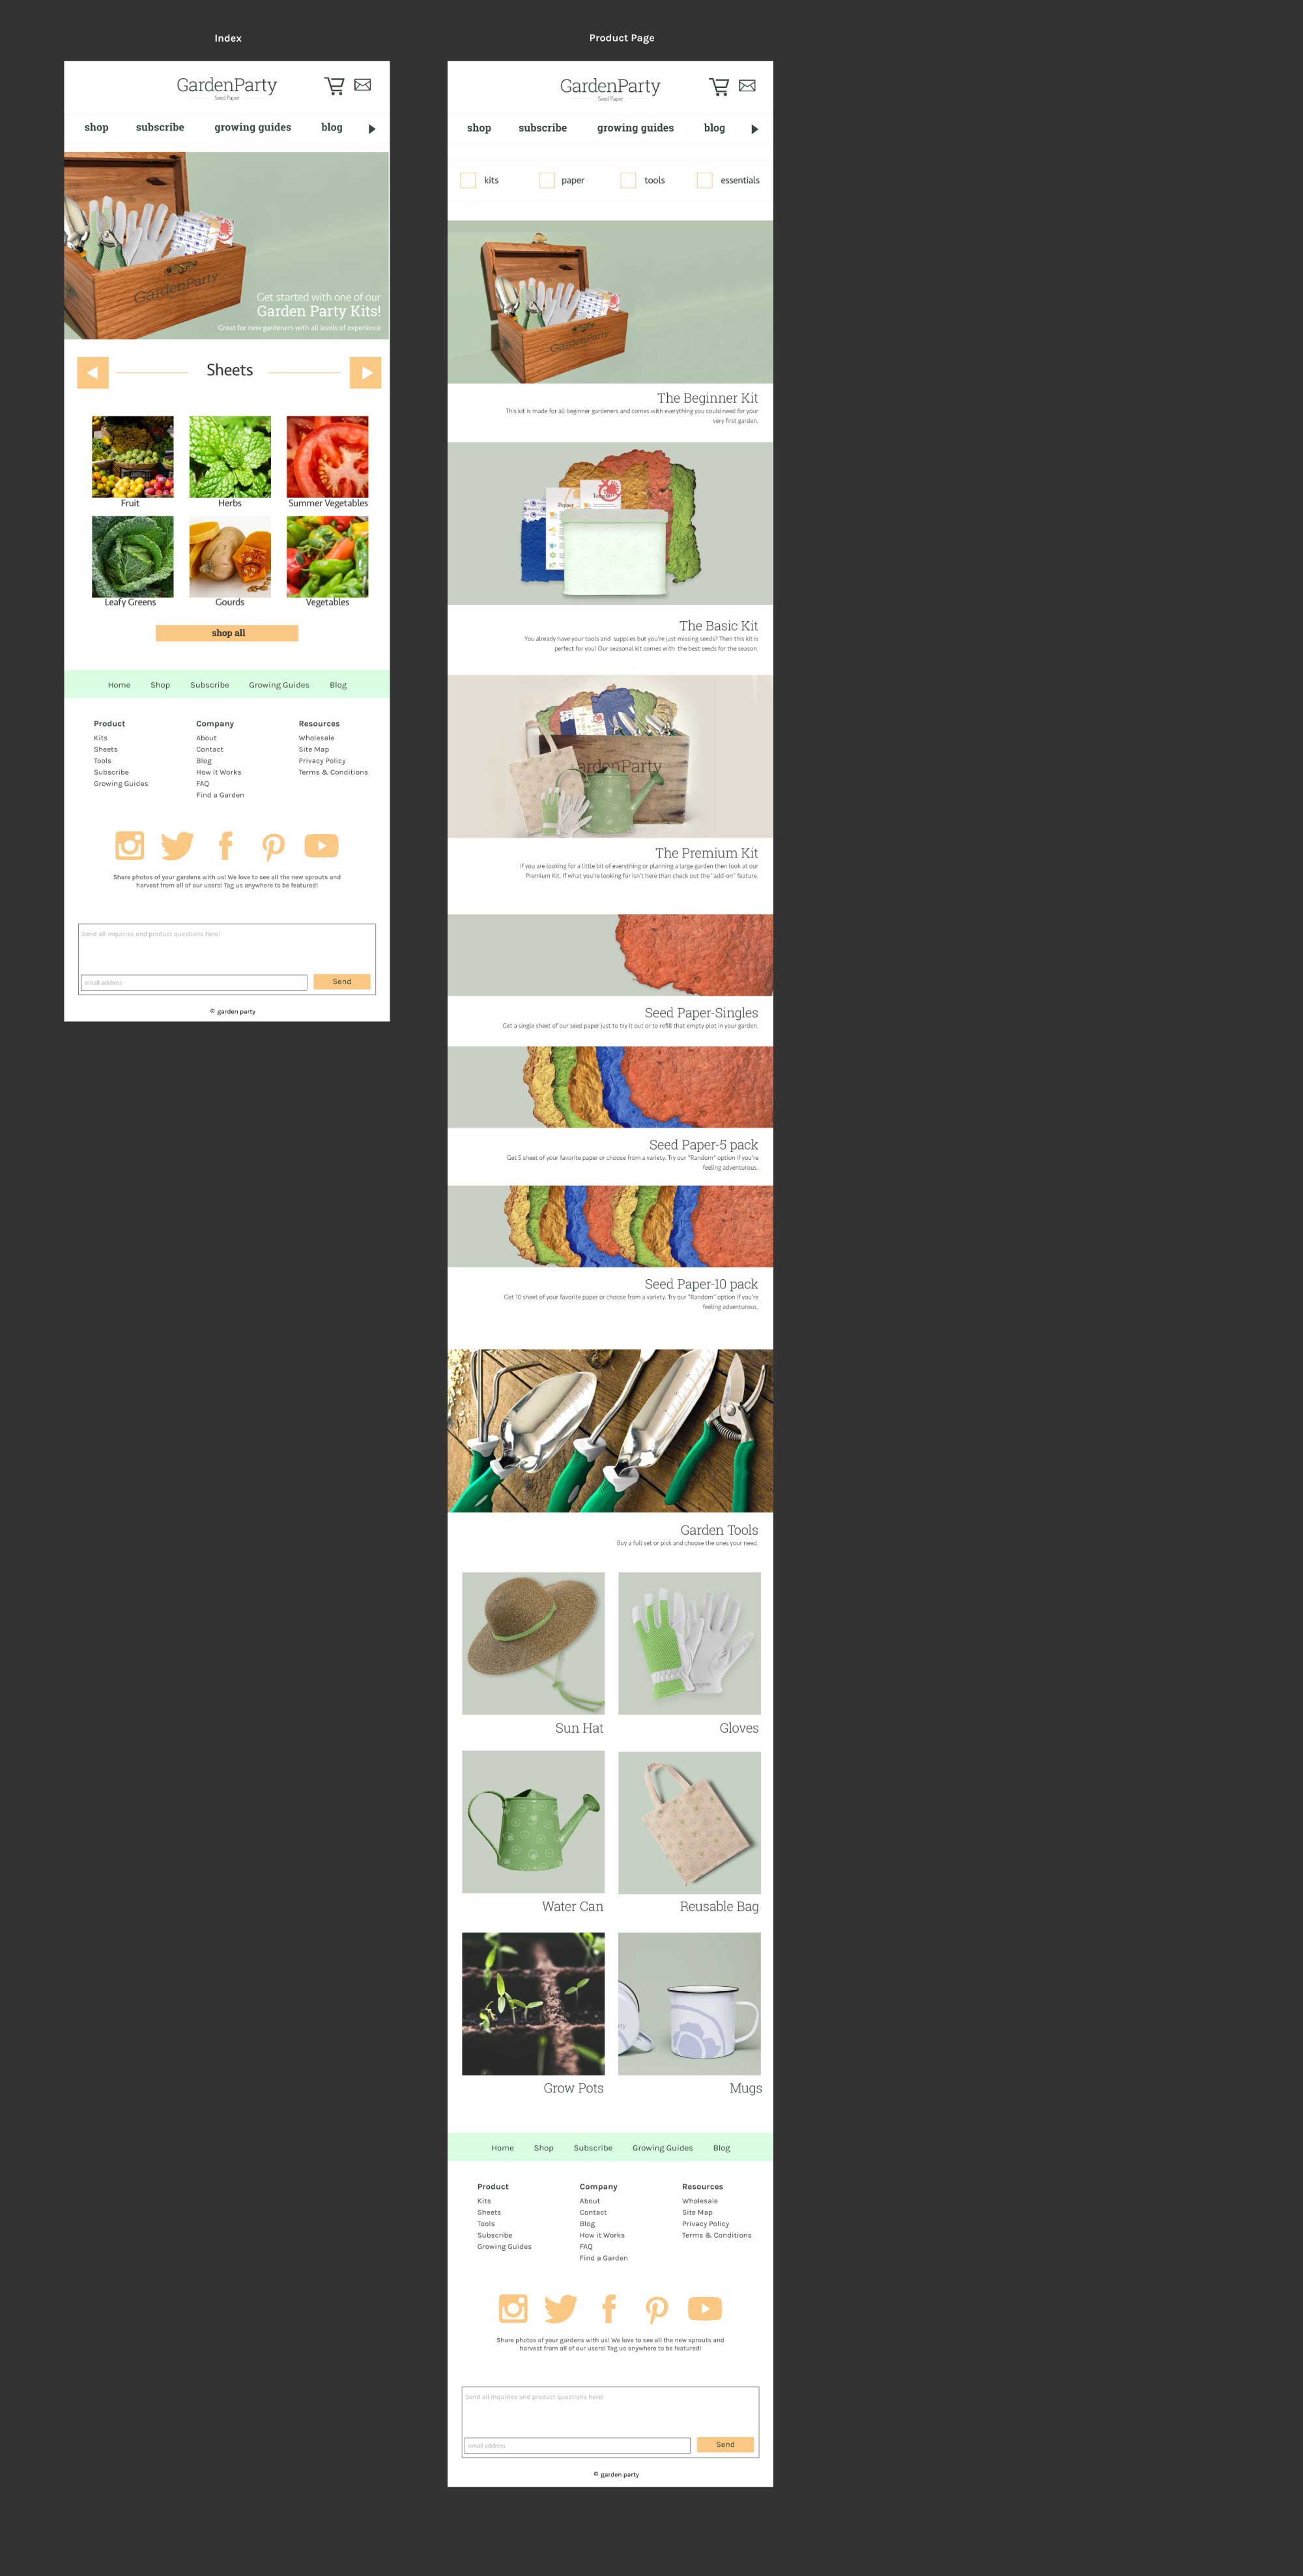 Index
GardenParty
Seed Paper
shop subscribe growing guides blog
GardenParty
Get started with one of our
Garden Party Kits!
Great for new gardeners with all levels of experience
Sheets
Fruit Herbs Summer Vegetables
Leafy Greens Gourds Vegetables
shop all
Home Shop Subscribe Growing Guides Blog
Product
Kits
Sheets
Tools
Subscribe
Growing Guides
Company
About
Contact
Blog
How it Works
FAQ
Find a Garden
Resources
Wholesale
Site Map
Privacy Policy
Terms & Conditions
Share photos of your gardens with us! We love to see all the new sprouts and
harvest from all of our users! Tag us anywhere to be featured!
Send all inquiries and product questions here!
email address
Send
© garden party
Product Page
GardenParty
Seed Paper
shop subscribe growing guides blog
kits paper tools essentials
GardenParty
The Beginner Kit
This kit is made for all beginner gardeners and comes with everything you could need for your
very first garden.
Pepper
The Basic Kit
You already have your tools and supplies but you're just missing seeds? Then this kit is
perfect for you! Our seasonal kit comes with the best seeds for the season.
ardenParty
The Premium Kit
If you are looking for a little bit of everything or planning a large garden then look at our
Premium Kit. If what you're looking for isn't here than check out the "add-on" feature.
Seed Paper-Singles
Get a single sheet of our seed paper just to try it out or to refill that empty plot in your garden.
Seed Paper-5 pack
Get 5 sheet of your favorite paper or choose from a variety. Try our "Random" option if you're
feeling adventurous.
Seed Paper-10 pack
Get 10 sheet of your favorite paper or choose from a variety. Try our "Random" option if you're
feeling adventurous.
Garden Tools
Buy a full set or pick and choose the ones your need.
Sun Hat Gloves
Water Can Reusable Bag
Grow Pots Mugs
Home Shop Subscribe Growing Guides Blog
Product
Kits
Sheets
Tools
Subscribe
Growing Guides
Company
About
Contact
Blog
How it Works
FAQ
Find a Garden
Resources
Wholesale
Site Map
Privacy Policy
Terms & Conditions
Share photos of your gardens with us! We love to see all the new sprouts and
harvest from all of our users! Tag us anywhere to be featured!
Send all inquiries and product questions here!
email address
Send
© garden party